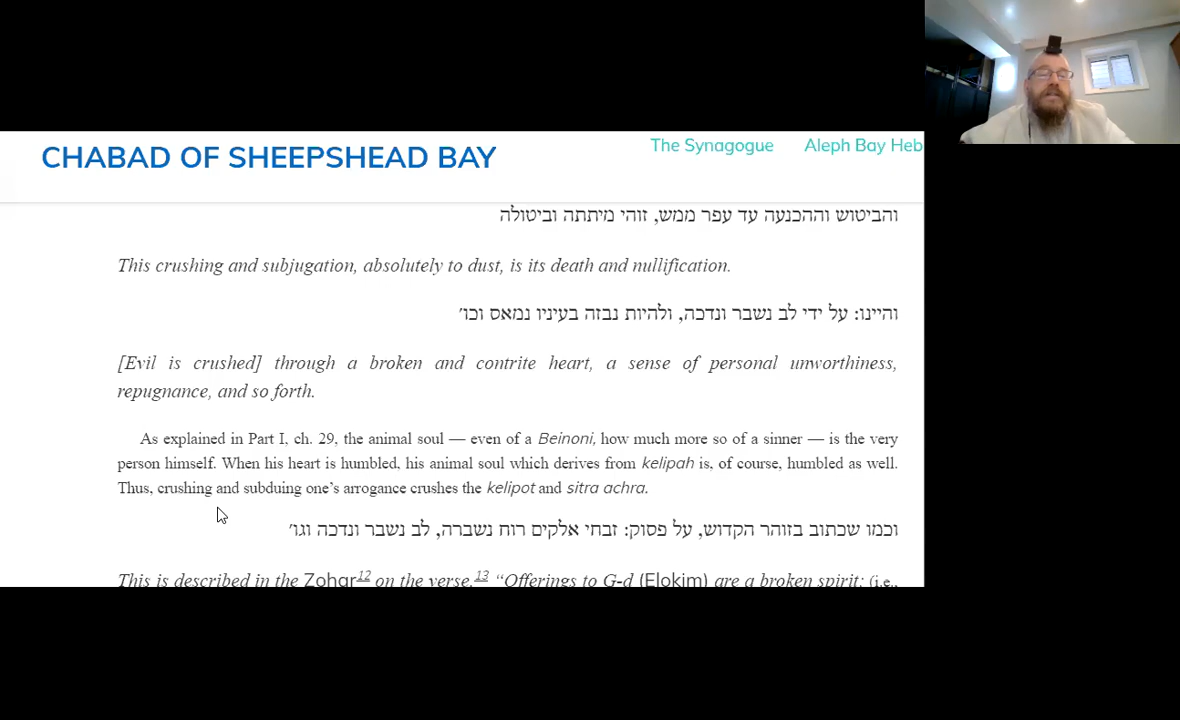 CHABAD OF SHEEPSHEAD BAY
The Synagogue
Aleph Bay Heb
והביטוש וההכנעה עד עפר ממש, זוהי מיתתה וביטולה
This crushing and subjugation, absolutely to dust, is its death and nullification.
והיינו: על ידי לב נשבר ונדכה, ולהיות נבזה בעיניו נמאס וכו׳
[Evil is crushed] through a broken and contrite heart, a sense of personal unworthiness,
repugnance, and so forth.
As explained in Part I, ch. 29, the animal soul — even of a Beinoni, how much more so of a sinner — is the very
person himself. When his heart is humbled, his animal soul which derives from kelipah is, of course, humbled as well.
Thus, crushing and subduing one’s arrogance crushes the kelipot and sitra achra.
וכמו שכתוב בזוהר הקדוש, על פסוק: זבחי אלקים רוח נשברה, לב נשבר ונדכה וגו׳
This is described in the Zohar12 on the verse,13 “Offerings to G-d (Elokim) are a broken spirit; (i.e.,